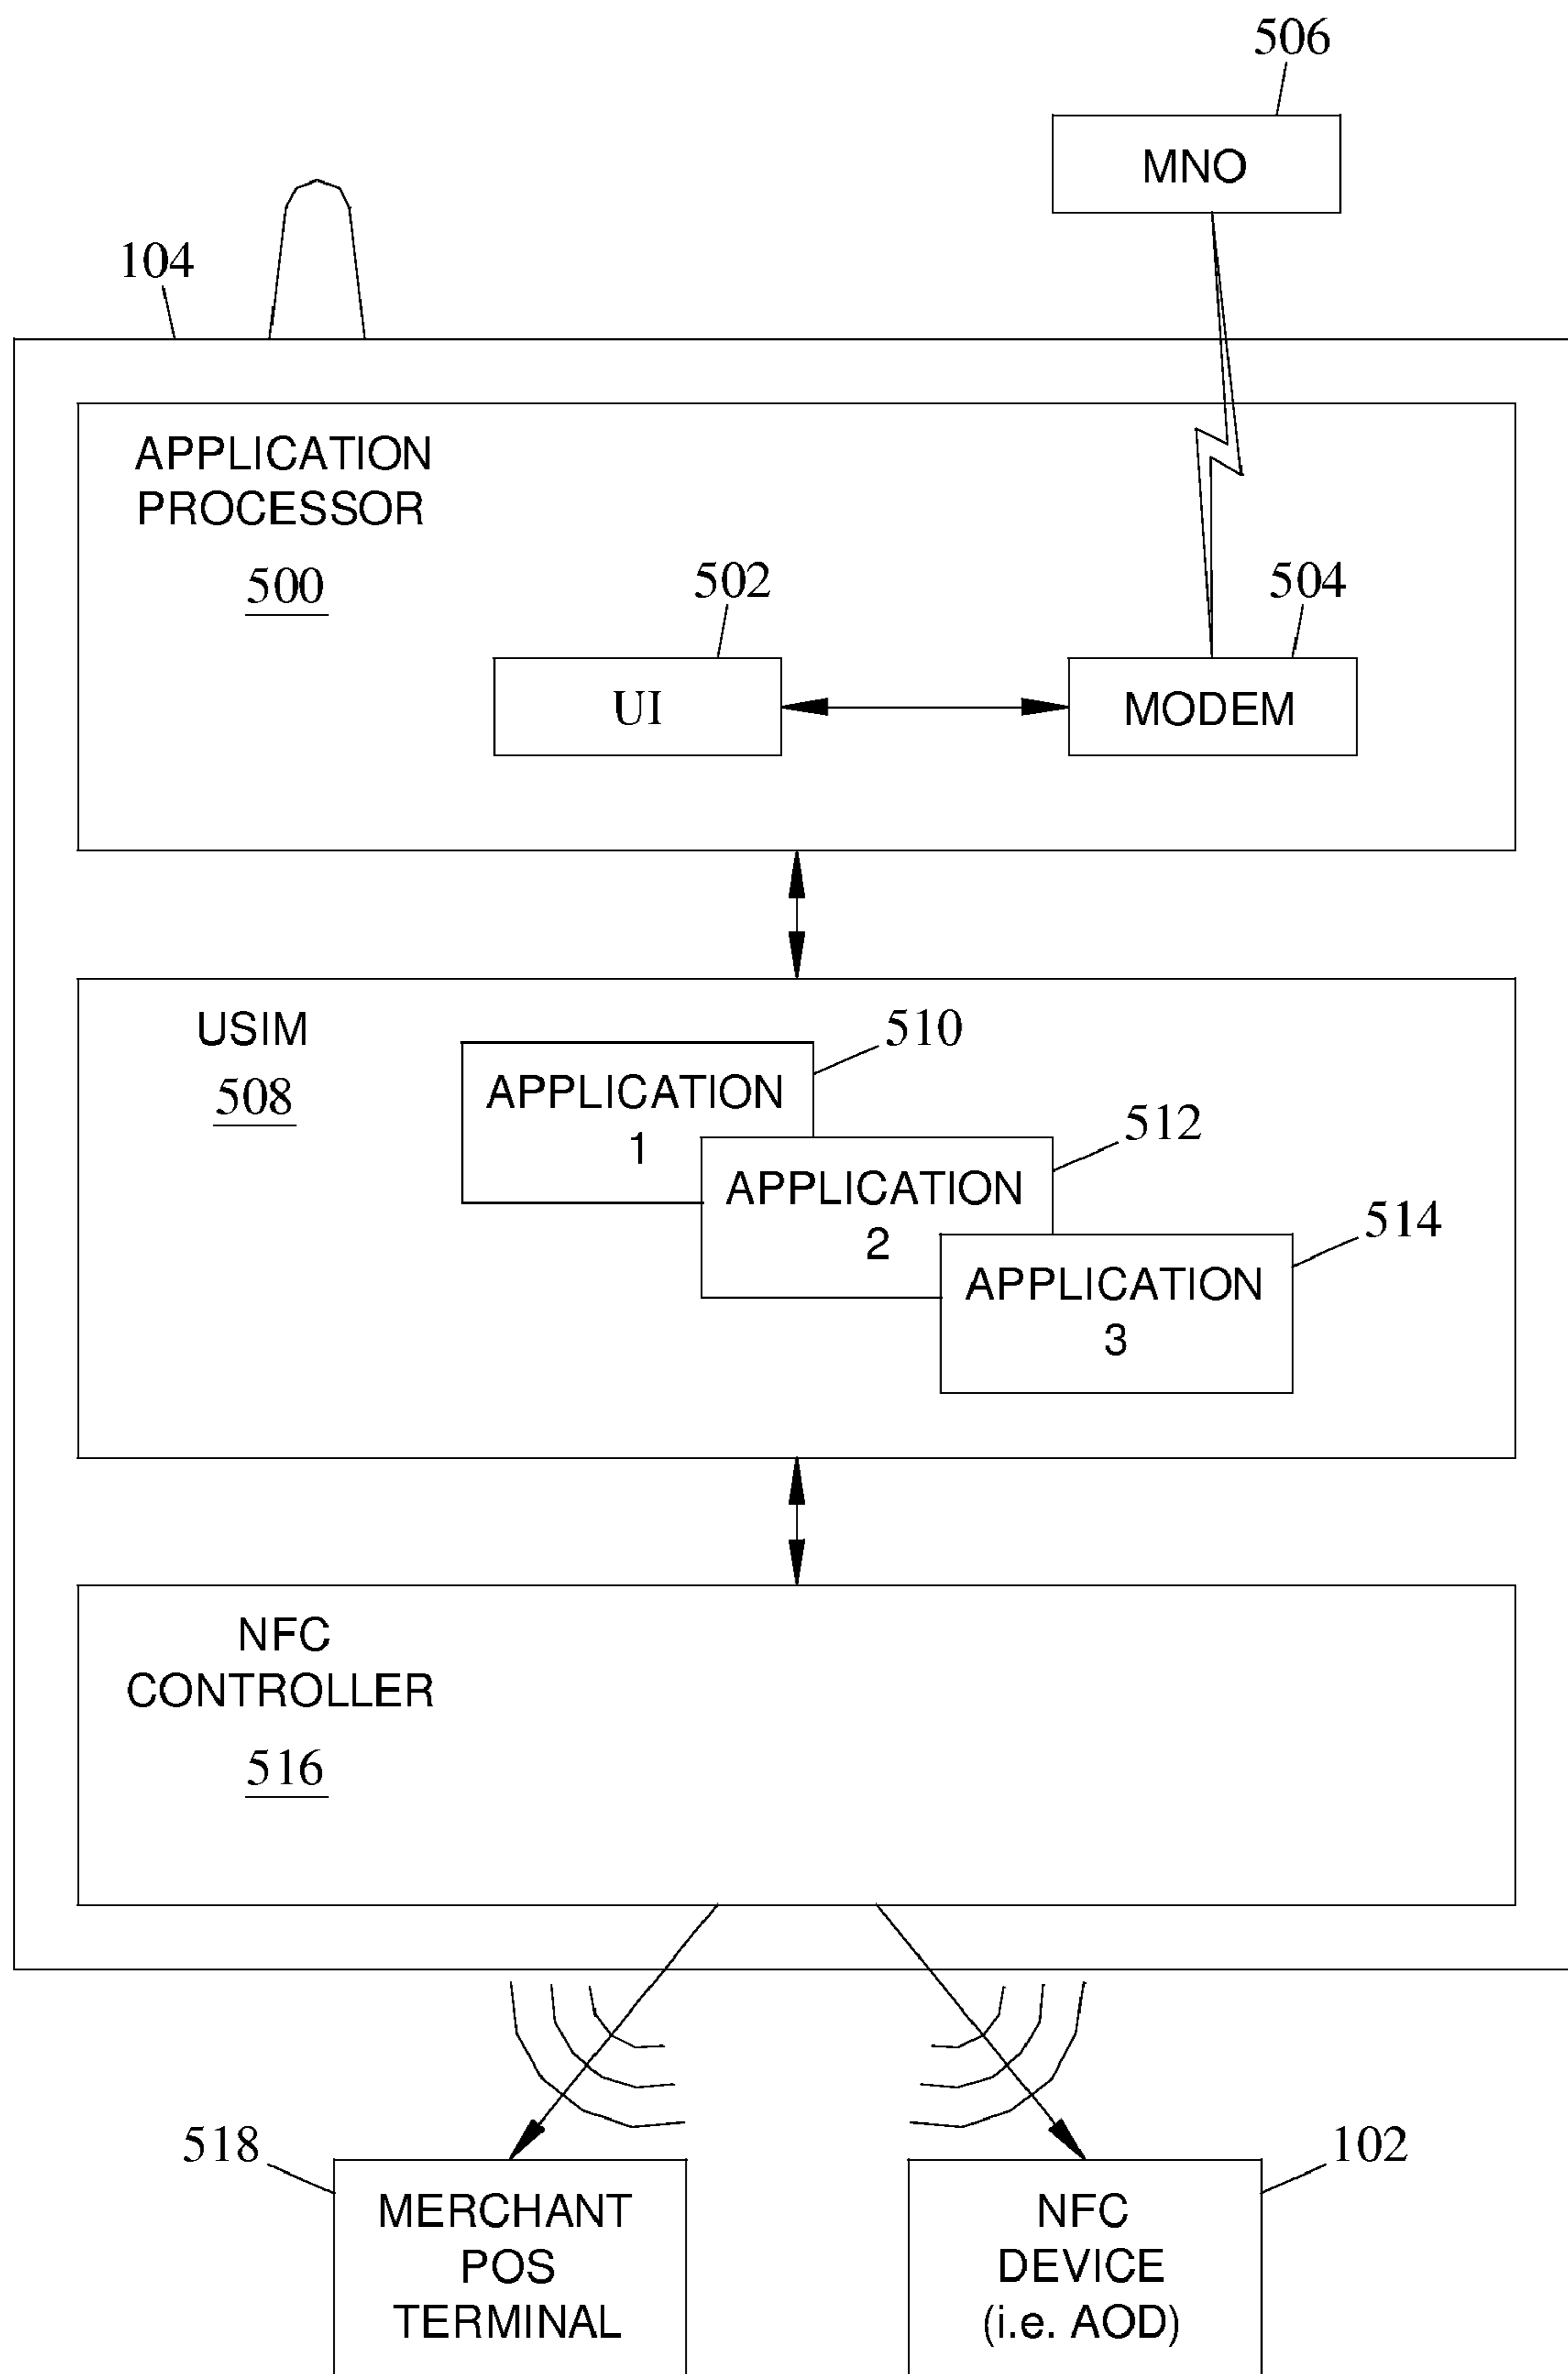 506
MNO
104
APPLICATION
PROCESSOR
500
502
504
UI
MODEM
USIM
508
510
APPLICATION
1
512
APPLICATION
2
514
APPLICATION
3
NFC
CONTROLLER
516
518
MERCHANT
POS
TERMINAL
102
NFC
DEVICE
(i.e. AOD)